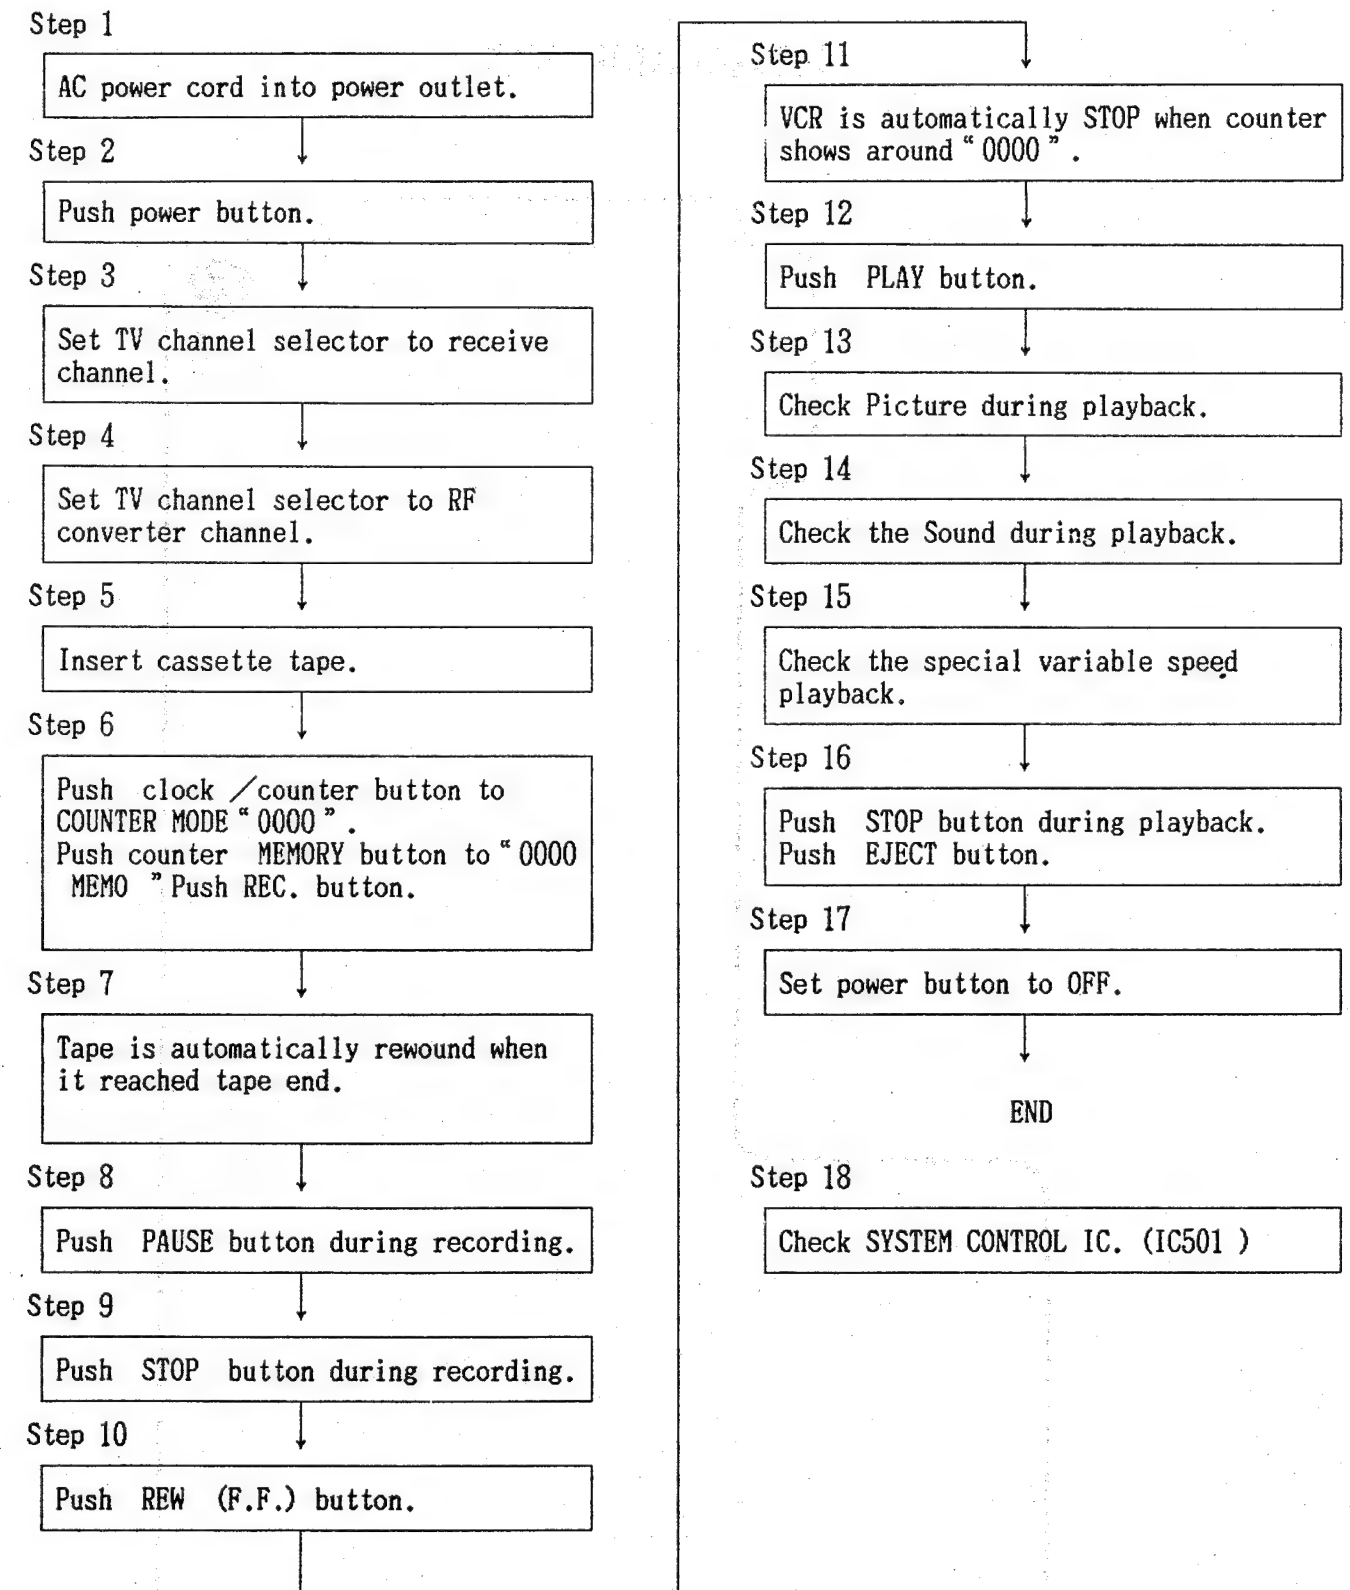 Step 1
AC power cord into power outlet.
Step 2
Push power button.
Step 3
Set TV channel selector to receive
channel.
Step 4
Set TV channel selector to RF
converter channel.
Step 5
Insert cassette tape.
Step 6
Push clock ／counter button to
COUNTER MODE “ 0000 ” .
Push counter MEMORY button to “ 0000
MEMO ” Push REC. button.
Step 7
Tape is automatically rewound when
it reached tape end.
Step 8
Push PAUSE button during recording.
Step 9
Push STOP button during recording.
Step 10
Push REW (F.F.) button.
Step 11
VCR is automatically STOP when counter
shows around “ 0000 ” .
Step 12
Push PLAY button.
Step 13
Check Picture during playback.
Step 14
Check the Sound during playback.
Step 15
Check the special variable speed
playback.
Step 16
Push STOP button during playback.
Push EJECT button.
Step 17
Set power button to OFF.
END
Step 18
Check SYSTEM CONTROL IC. (IC501 )